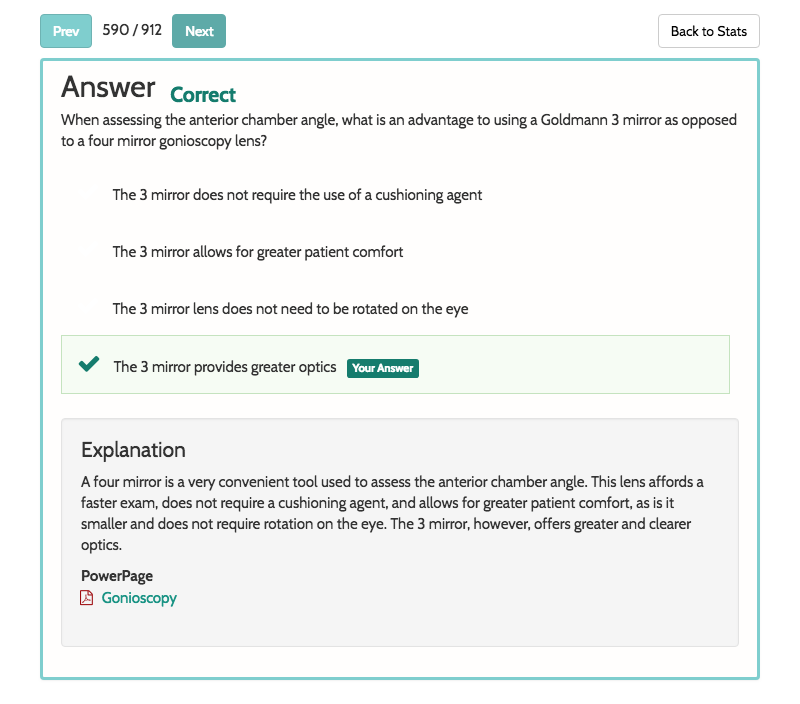 Prev 590 / 912 Next Back to Stats
Answer Correct
When assessing the anterior chamber angle, what is an advantage to using a Goldmann 3 mirror as opposed
to a four mirror gonioscopy lens?
The 3 mirror does not require the use of a cushioning agent
The 3 mirror allows for greater patient comfort
The 3 mirror lens does not need to be rotated on the eye
The 3 mirror provides greater optics Your Answer
Explanation
A four mirror is a very convenient tool used to assess the anterior chamber angle. This lens affords a
faster exam, does not require a cushioning agent, and allows for greater patient comfort, as is it
smaller and does not require rotation on the eye. The 3 mirror, however, offers greater and clearer
optics.
PowerPage
Gonioscopy